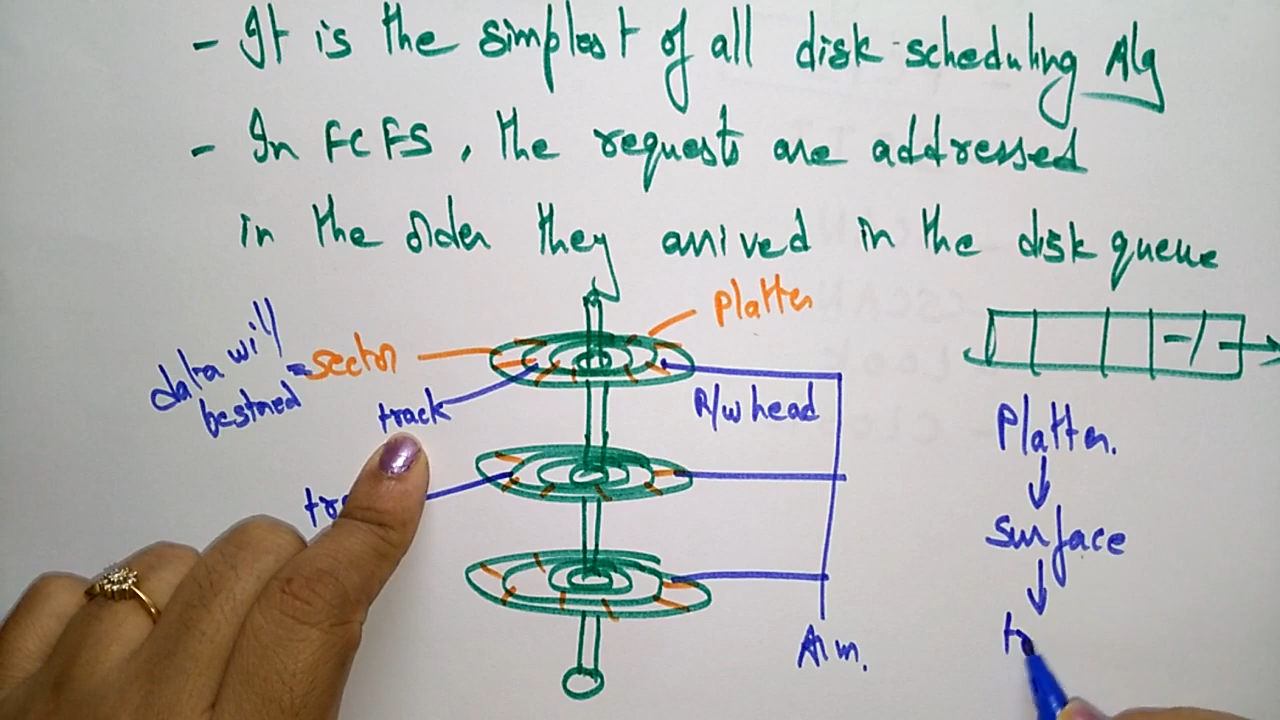 - It is the simplest of all disk-scheduling Alg
- In FCFS, the requests are addressed
in the order they arrived in the disk queue
Platter
data will
be stored
= sector
track
R/w head
Platter.
surface
Arm.